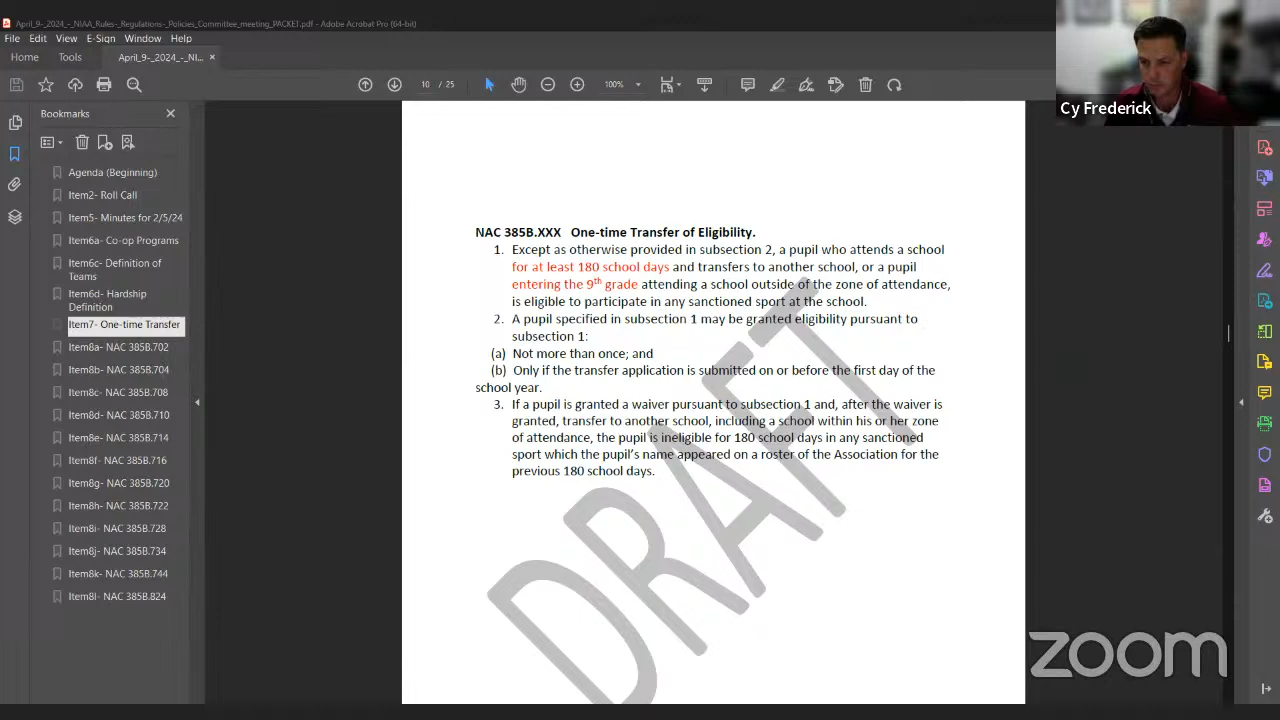 April_9-_2024_-_NIAA_Rules-_Regulations-_Policies_Committee_meeting_PACKET.pdf - Adobe Acrobat Pro (64-bit)
File Edit View E-Sign Window Help
Home Tools April_9-_2024_-_NI... ×
10 / 25 100%
Cy Frederick
Bookmarks
Agenda (Beginning)
Item2- Roll Call
Item5- Minutes for 2/5/24
Item6a- Co-op Programs
Item6c- Definition of
Teams
Item6d- Hardship
Definition
Item7- One-time Transfer
Item8a- NAC 385B.702
Item8b- NAC 385B.704
Item8c- NAC 385B.708
Item8d- NAC 385B.710
Item8e- NAC 385B.714
Item8f- NAC 385B.716
Item8g- NAC 385B.720
Item8h- NAC 385B.722
Item8i- NAC 385B.728
Item8j- NAC 385B.734
Item8k- NAC 385B.744
Item8l- NAC 385B.824
NAC 385B.XXX One-time Transfer of Eligibility.
1. Except as otherwise provided in subsection 2, a pupil who attends a school
for at least 180 school days and transfers to another school, or a pupil
entering the 9th grade attending a school outside of the zone of attendance,
is eligible to participate in any sanctioned sport at the school.
2. A pupil specified in subsection 1 may be granted eligibility pursuant to
subsection 1:
(a) Not more than once; and
(b) Only if the transfer application is submitted on or before the first day of the
school year.
3. If a pupil is granted a waiver pursuant to subsection 1 and, after the waiver is
granted, transfer to another school, including a school within his or her zone
of attendance, the pupil is ineligible for 180 school days in any sanctioned
sport which the pupil's name appeared on a roster of the Association for the
previous 180 school days.
DRAFT
zoom